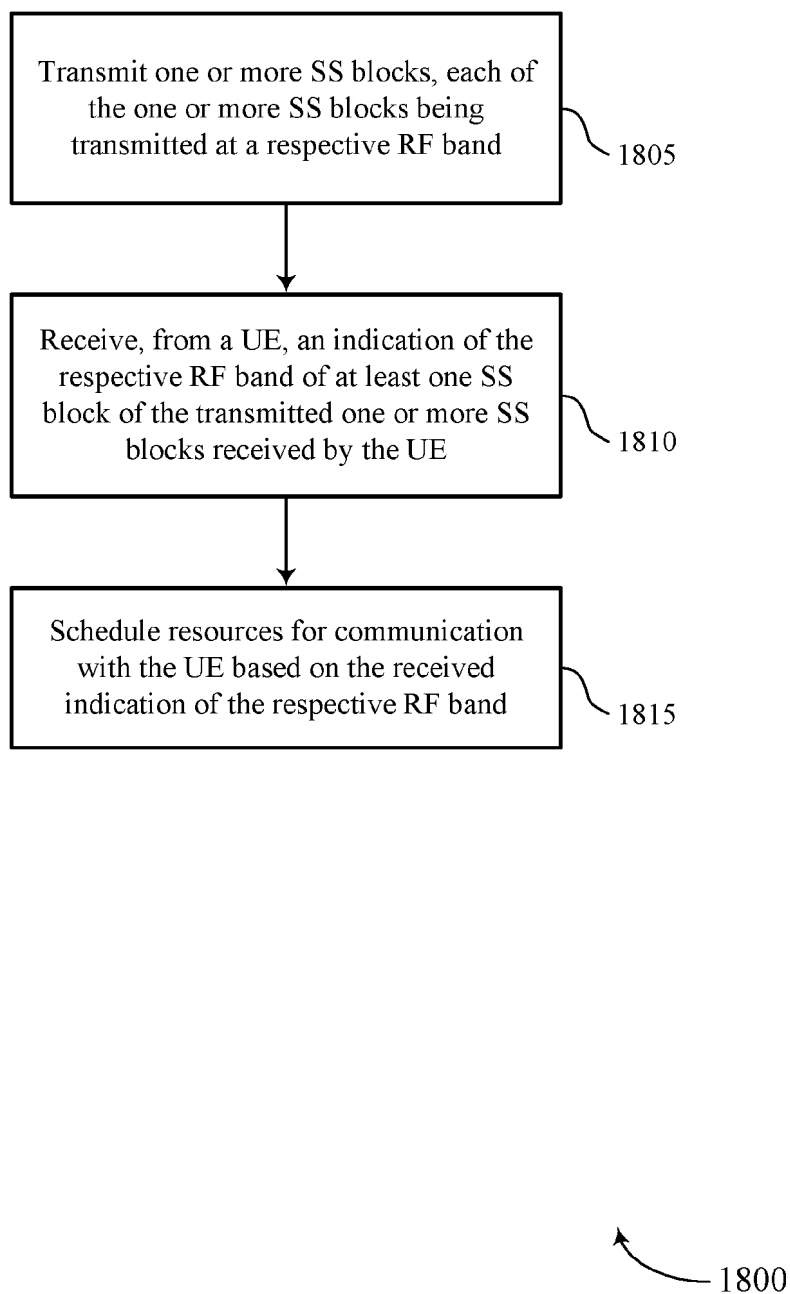 Transmit one or more SS blocks, each of
the one or more SS blocks being
transmitted at a respective RF band
1805
Receive, from a UE, an indication of the
respective RF band of at least one SS
block of the transmitted one or more SS
blocks received by the UE
1810
Schedule resources for communication
with the UE based on the received
indication of the respective RF band
1815
1800